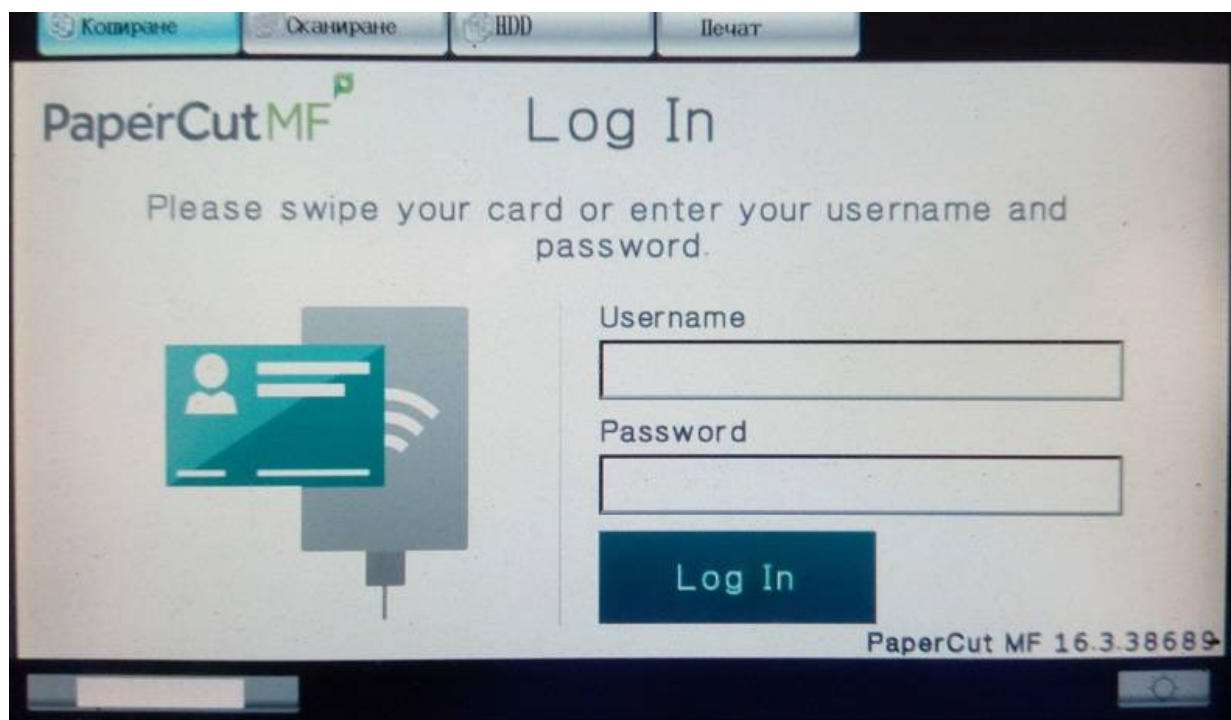 Копиране
Сканиране
HDD
Печат
PaperCut MF
Log In
Please swipe your card or enter your username and
password.
Username
Password
Log In
PaperCut MF 16.3.38689